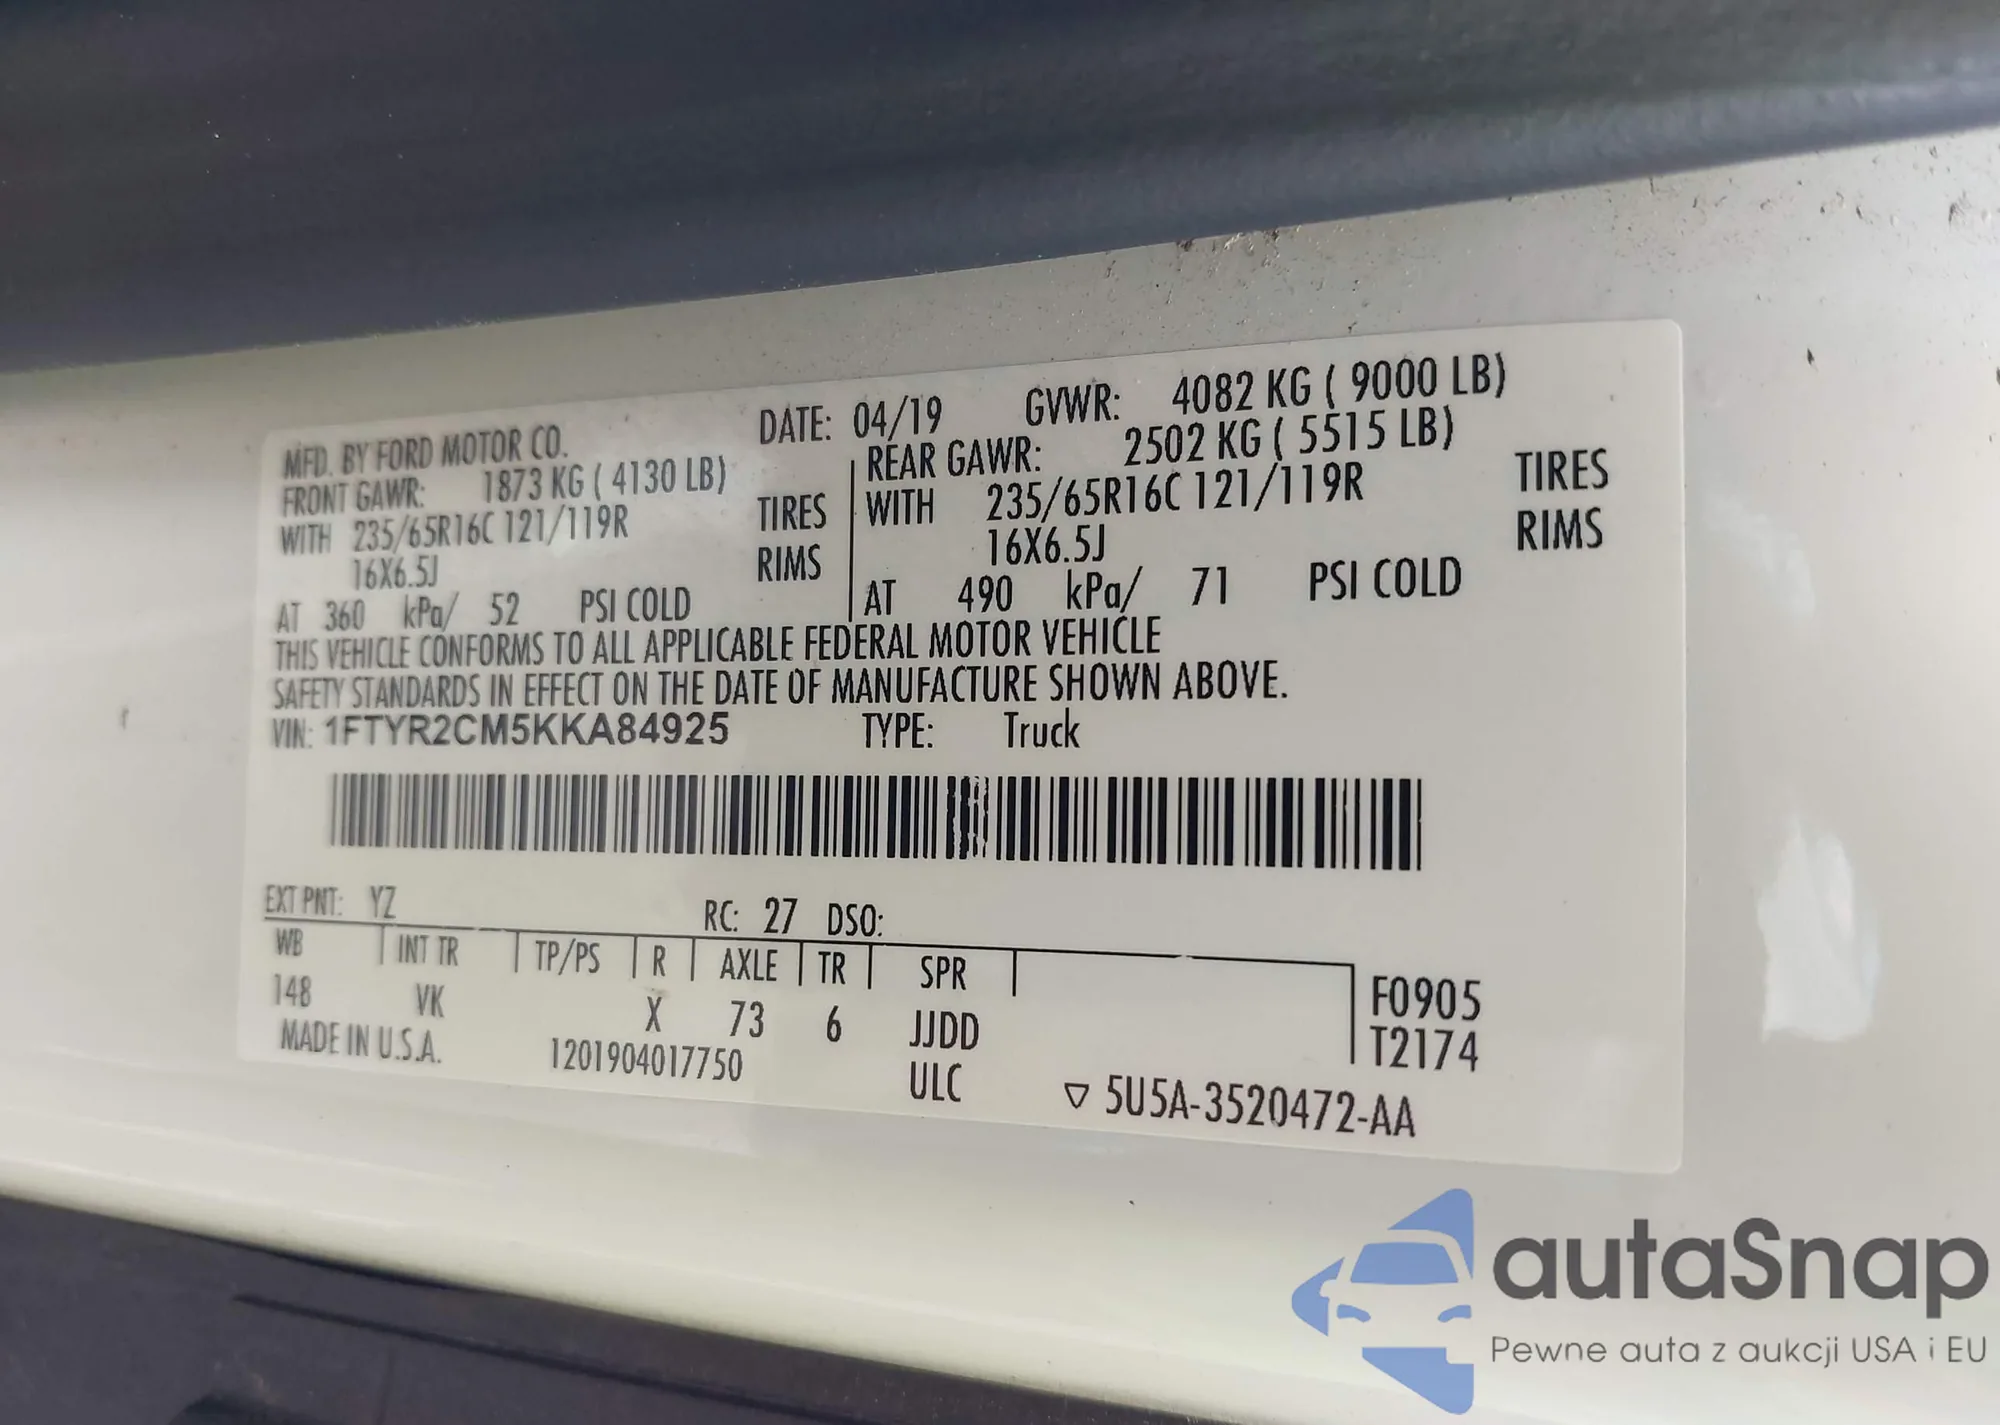 MFD. BY FORD MOTOR CO. DATE: 04/19 GVWR: 4082 KG ( 9000 LB)
FRONT GAWR: 1873 KG ( 4130 LB) REAR GAWR: 2502 KG ( 5515 LB)
WITH 235/65R16C 121/119R TIRES WITH 235/65R16C 121/119R TIRES
16X6.5J RIMS 16X6.5J RIMS
AT 360 kPa/ 52 PSI COLD AT 490 kPa/ 71 PSI COLD
THIS VEHICLE CONFORMS TO ALL APPLICABLE FEDERAL MOTOR VEHICLE
SAFETY STANDARDS IN EFFECT ON THE DATE OF MANUFACTURE SHOWN ABOVE.
VIN: 1FTYR2CM5KKA84925 TYPE: Truck
EXT PNT: YZ RC: 27 DSO:
WB INT TR TP/PS R AXLE TR SPR F0905
148 VK X 73 6 JJDD T2174
MADE IN U.S.A. 1201904017750 ULC ▽ 5U5A-3520472-AA
autaSnap
Pewne auta z aukcji USA i EU